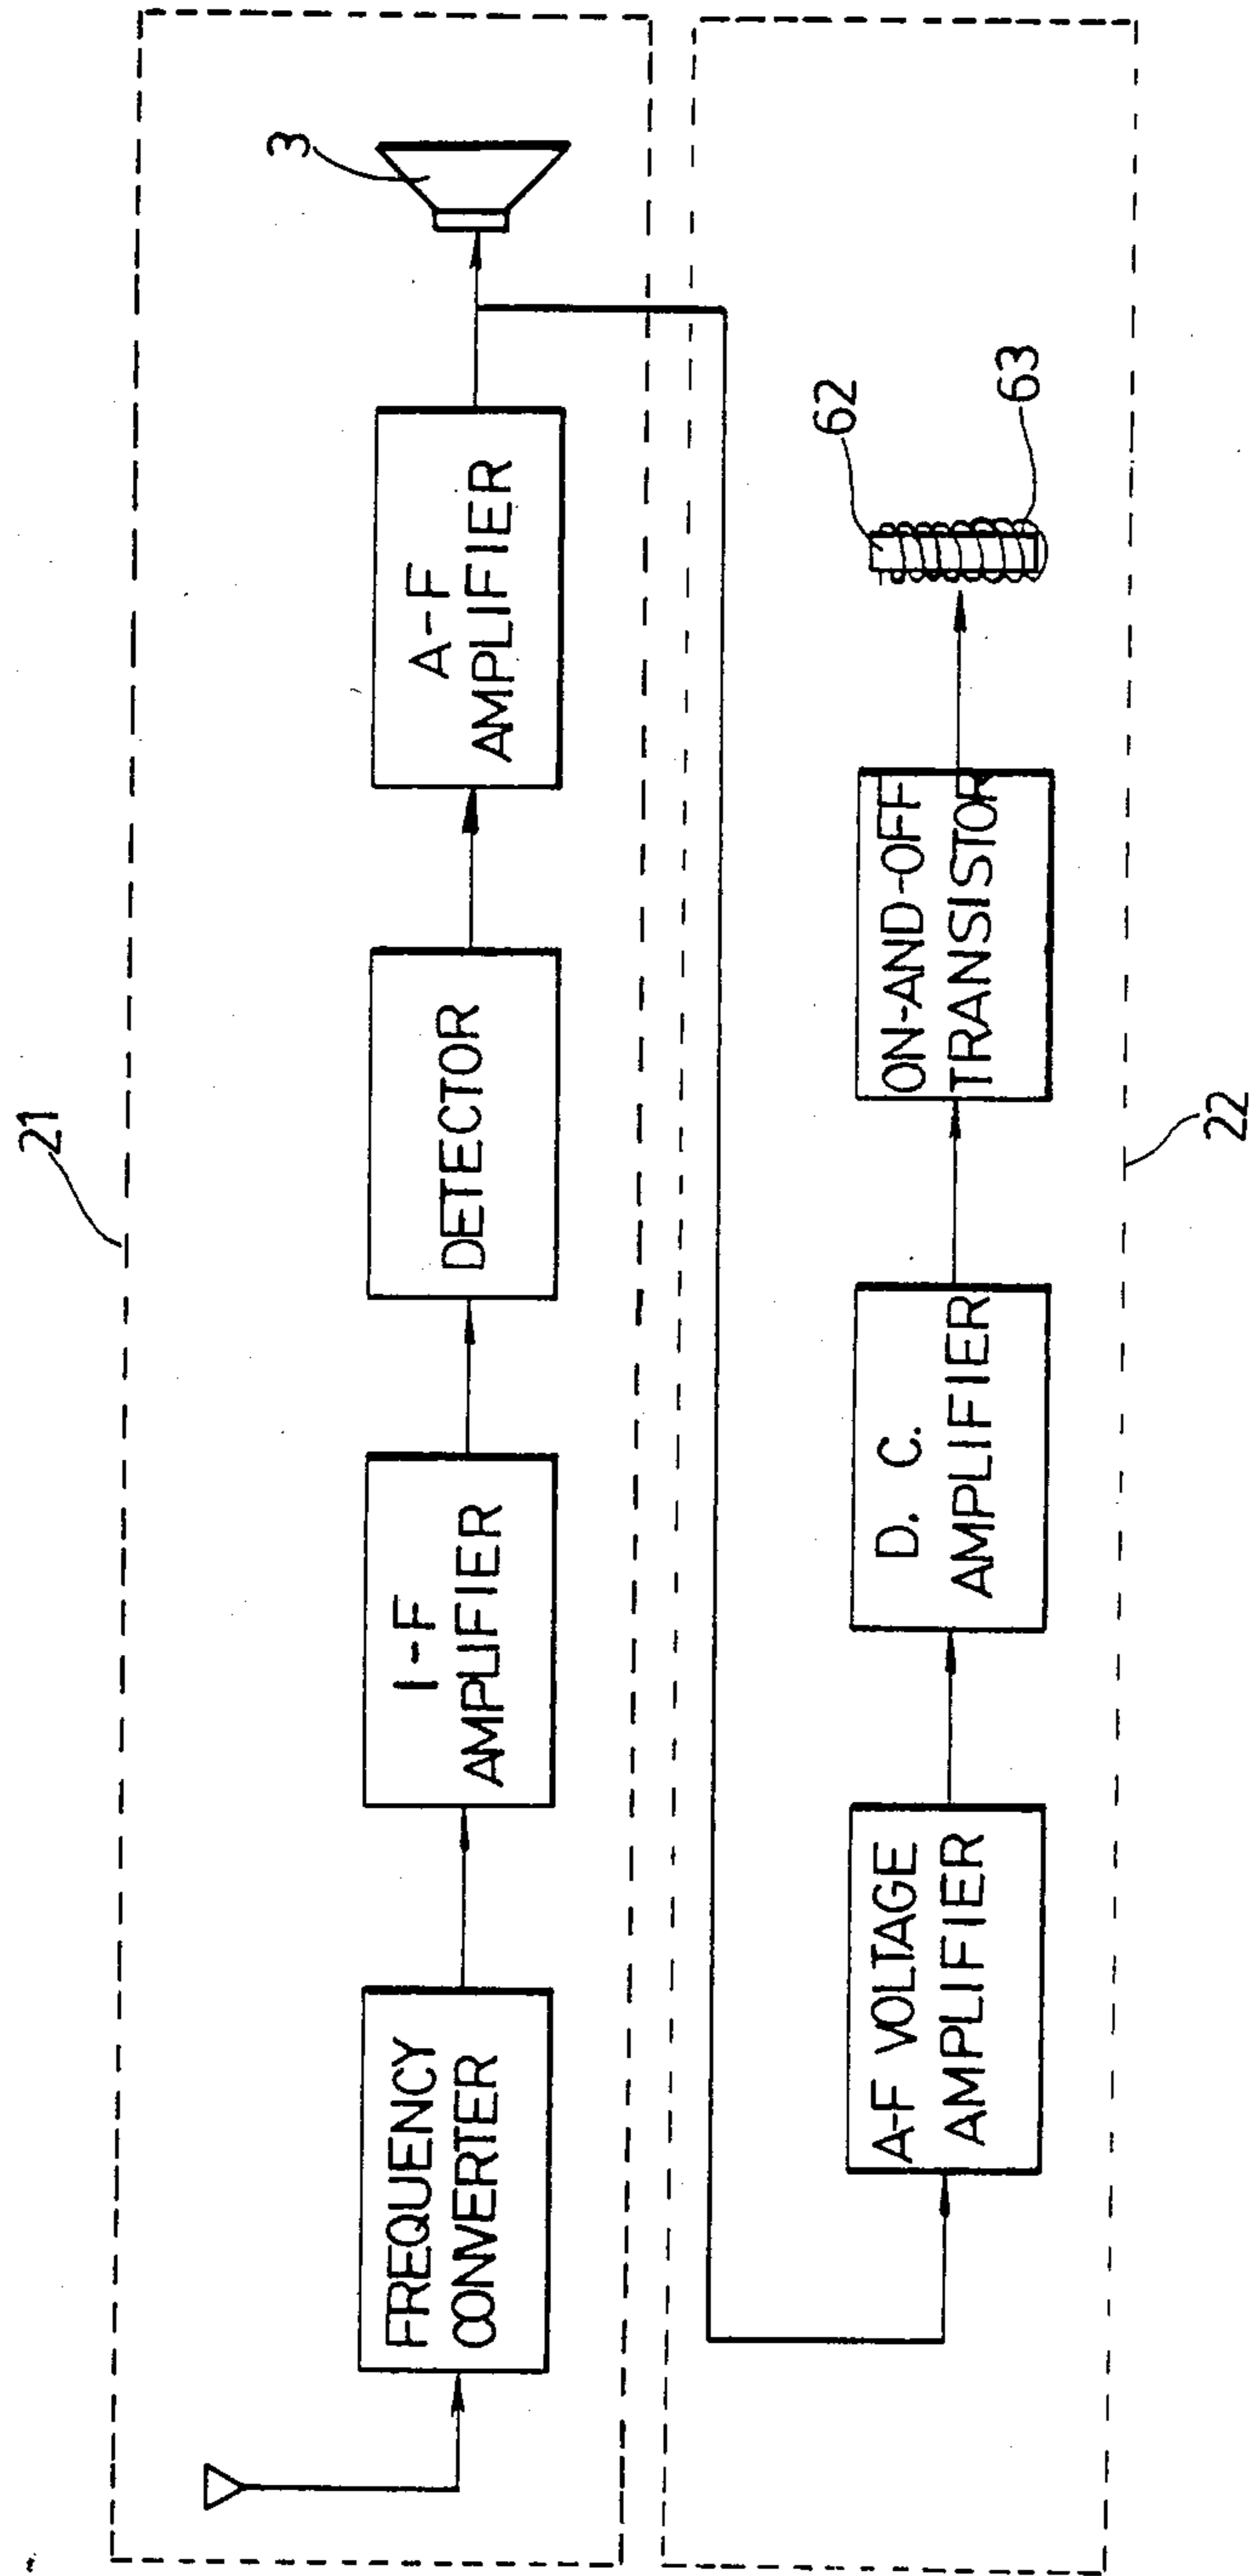 21
3
FREQUENCY
CONVERTER
I-F
AMPLIFIER
DETECTOR
A-F
AMPLIFIER
62
63
A-F VOLTAGE
AMPLIFIER
D. C.
AMPLIFIER
ON-AND-OFF
TRANSISTOR
22